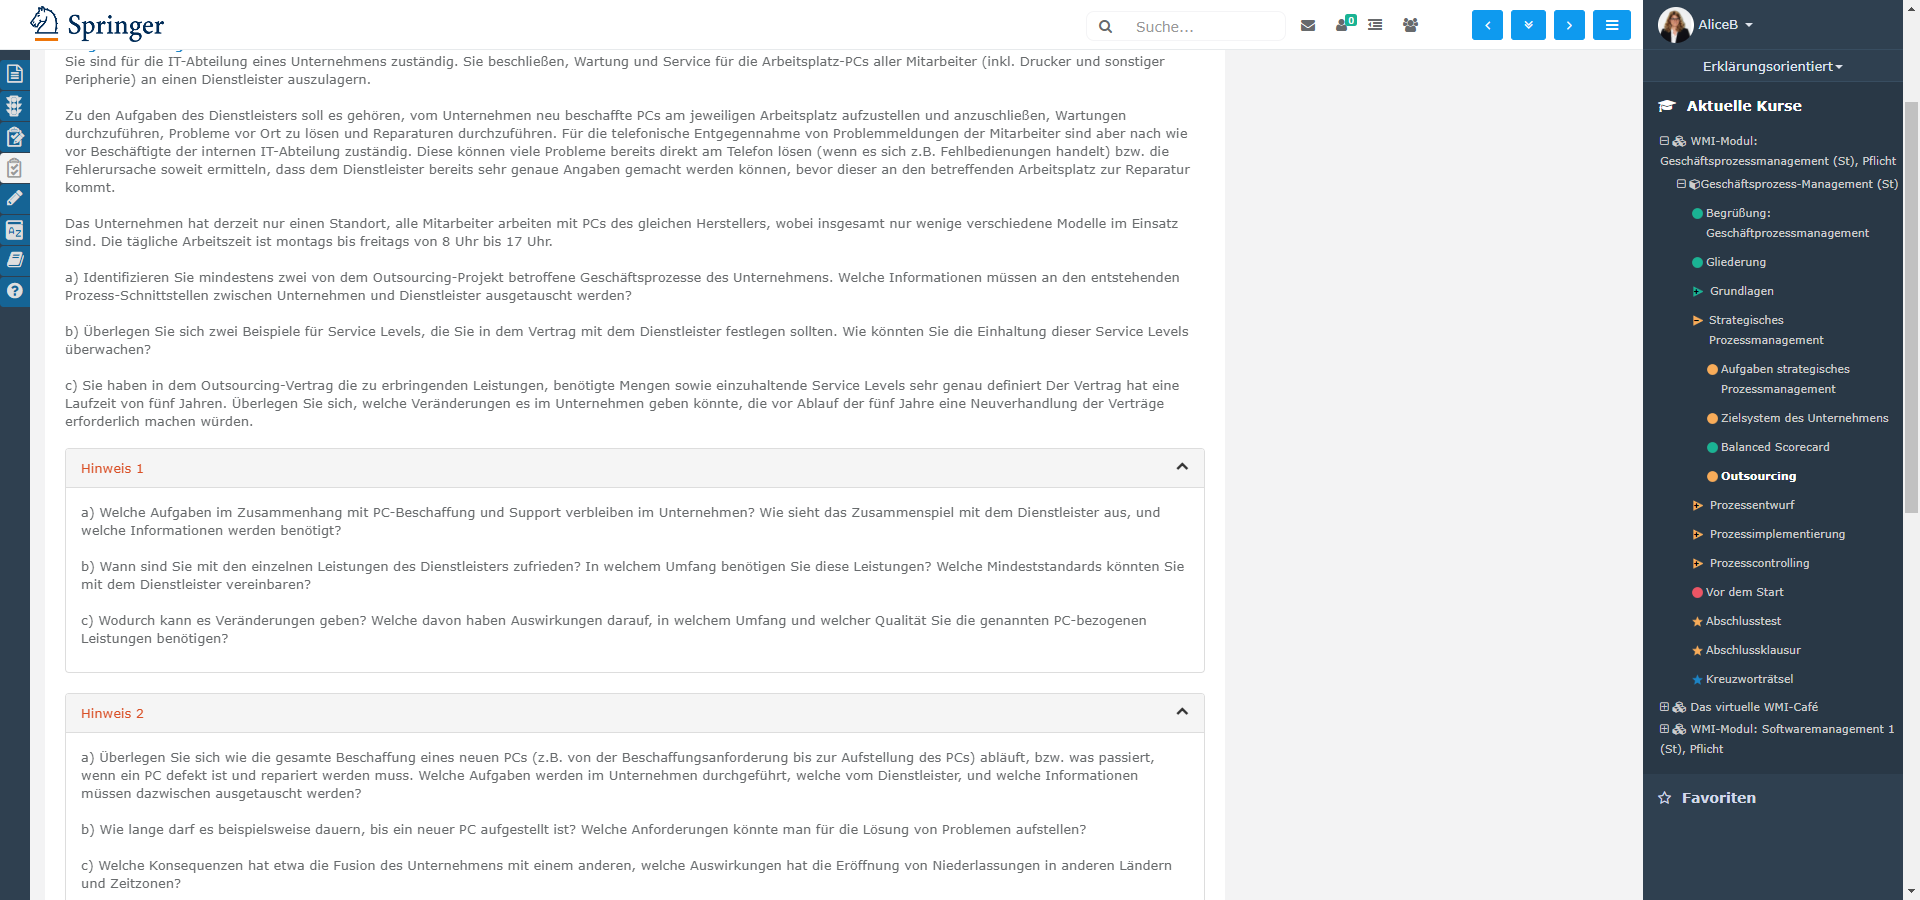 Springer
Suche...
0
AliceB
Erklärungsorientiert
Sie sind für die IT-Abteilung eines Unternehmens zuständig. Sie beschließen, Wartung und Service für die Arbeitsplatz-PCs aller Mitarbeiter (inkl. Drucker und sonstiger
Peripherie) an einen Dienstleister auszulagern.
Zu den Aufgaben des Dienstleisters soll es gehören, vom Unternehmen neu beschaffte PCs am jeweiligen Arbeitsplatz aufzustellen und anzuschließen, Wartungen
durchzuführen, Probleme vor Ort zu lösen und Reparaturen durchzuführen. Für die telefonische Entgegennahme von Problemmeldungen der Mitarbeiter sind aber nach wie
vor Beschäftigte der internen IT-Abteilung zuständig. Diese können viele Probleme bereits direkt am Telefon lösen (wenn es sich z.B. Fehlbedienungen handelt) bzw. die
Fehlerursache soweit ermitteln, dass dem Dienstleister bereits sehr genaue Angaben gemacht werden können, bevor dieser an den betreffenden Arbeitsplatz zur Reparatur
kommt.
Das Unternehmen hat derzeit nur einen Standort, alle Mitarbeiter arbeiten mit PCs des gleichen Herstellers, wobei insgesamt nur wenige verschiedene Modelle im Einsatz
sind. Die tägliche Arbeitszeit ist montags bis freitags von 8 Uhr bis 17 Uhr.
a) Identifizieren Sie mindestens zwei von dem Outsourcing-Projekt betroffene Geschäftsprozesse des Unternehmens. Welche Informationen müssen an den entstehenden
Prozess-Schnittstellen zwischen Unternehmen und Dienstleister ausgetauscht werden?
b) Überlegen Sie sich zwei Beispiele für Service Levels, die Sie in dem Vertrag mit dem Dienstleister festlegen sollten. Wie könnten Sie die Einhaltung dieser Service Levels
überwachen?
c) Sie haben in dem Outsourcing-Vertrag die zu erbringenden Leistungen, benötigte Mengen sowie einzuhaltende Service Levels sehr genau definiert Der Vertrag hat eine
Laufzeit von fünf Jahren. Überlegen Sie sich, welche Veränderungen es im Unternehmen geben könnte, die vor Ablauf der fünf Jahre eine Neuverhandlung der Verträge
erforderlich machen würden.
Hinweis 1
a) Welche Aufgaben im Zusammenhang mit PC-Beschaffung und Support verbleiben im Unternehmen? Wie sieht das Zusammenspiel mit dem Dienstleister aus, und
welche Informationen werden benötigt?
b) Wann sind Sie mit den einzelnen Leistungen des Dienstleisters zufrieden? In welchem Umfang benötigen Sie diese Leistungen? Welche Mindeststandards könnten Sie
mit dem Dienstleister vereinbaren?
c) Wodurch kann es Veränderungen geben? Welche davon haben Auswirkungen darauf, in welchem Umfang und welcher Qualität Sie die genannten PC-bezogenen
Leistungen benötigen?
Hinweis 2
a) Überlegen Sie sich wie die gesamte Beschaffung eines neuen PCs (z.B. von der Beschaffungsanforderung bis zur Aufstellung des PCs) abläuft, bzw. was passiert,
wenn ein PC defekt ist und repariert werden muss. Welche Aufgaben werden im Unternehmen durchgeführt, welche vom Dienstleister, und welche Informationen
müssen dazwischen ausgetauscht werden?
b) Wie lange darf es beispielsweise dauern, bis ein neuer PC aufgestellt ist? Welche Anforderungen könnte man für die Lösung von Problemen aufstellen?
c) Welche Konsequenzen hat etwa die Fusion des Unternehmens mit einem anderen, welche Auswirkungen hat die Eröffnung von Niederlassungen in anderen Ländern
und Zeitzonen?
Aktuelle Kurse
WMI-Modul:
Geschäftsprozessmanagement (St), Pflicht
Geschäftsprozess-Management (St)
Begrüßung:
Geschäftprozessmanagement
Gliederung
Grundlagen
Strategisches
Prozessmanagement
Aufgaben strategisches
Prozessmanagement
Zielsystem des Unternehmens
Balanced Scorecard
Outsourcing
Prozessentwurf
Prozessimplementierung
Prozesscontrolling
Vor dem Start
Abschlusstest
Abschlussklausur
Kreuzworträtsel
Das virtuelle WMI-Café
WMI-Modul: Softwaremanagement 1
(St), Pflicht
Favoriten